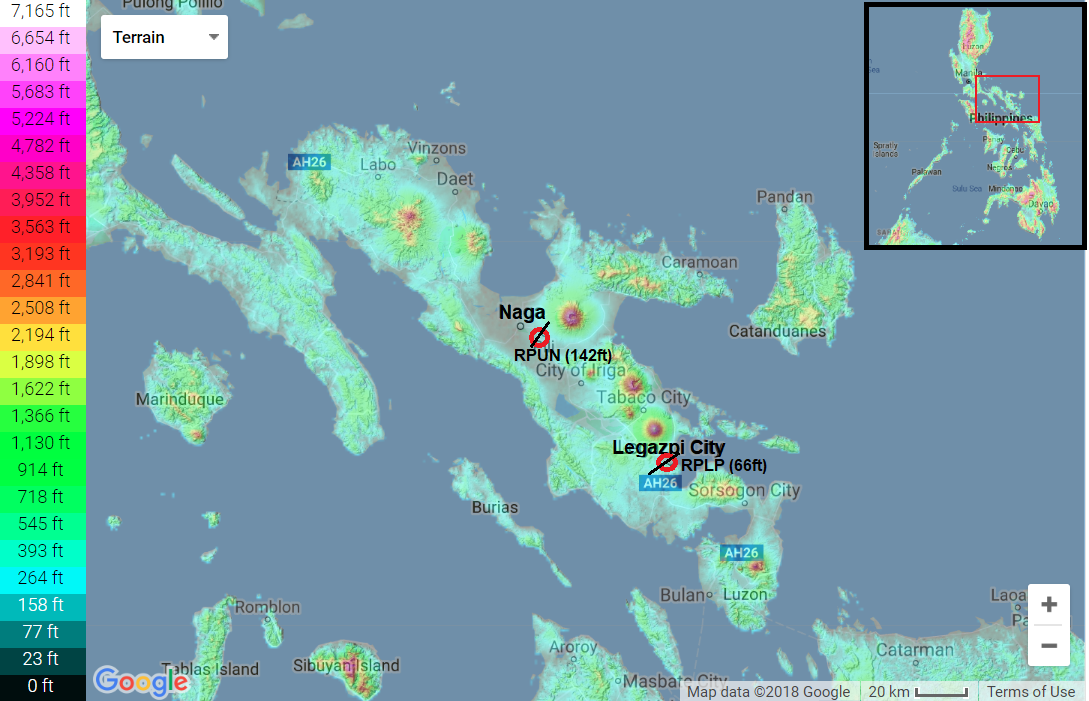 7,165 ft
6,654 ft
6,160 ft
5,683 ft
5,224 ft
4,782 ft
4,358 ft
3,952 ft
3,563 ft
3,193 ft
2,841 ft
2,508 ft
2,194 ft
1,898 ft
1,622 ft
1,366 ft
1,130 ft
914 ft
718 ft
545 ft
393 ft
264 ft
158 ft
77 ft
23 ft
0 ft
Pulong Polillo
Terrain
Luzon
Manila
Philippines
Spratly
Panay
Cebu
Negros
Palawan
Sulu Sea
Mindanao
Davao
SABAH
Vinzons
AH26
Labo
Daet
Pandan
Caramoan
Naga
Catanduanes
RPUN (142ft)
City of Iriga
Tabaco City
Marinduque
Legazpi City
RPLP (66ft)
AH26
Sorsogon City
Burias
AH26
Bulan
Luzon
Romblon
Aroroy
Catarman
Tablas Island
Sibuyan Island
Masbate City
Google
Map data ©2018 Google
20 km
Terms of Use